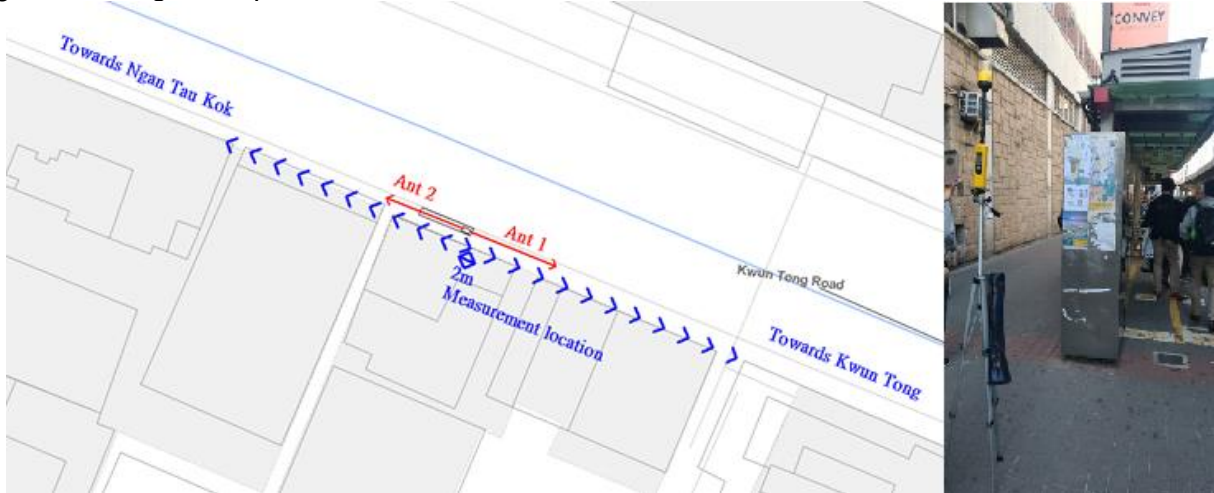 Towards Ngan Tau Kok
Ant 2
Ant 1
2m
Measurement location
Kwun Tong Road
Towards Kwun Tong
CONVEY